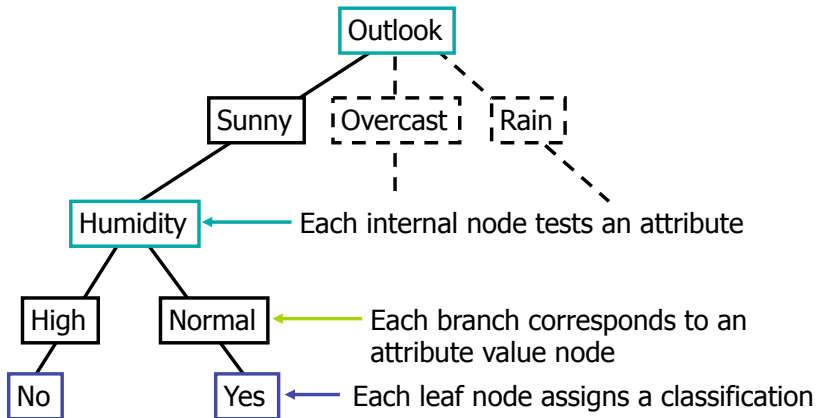 Outlook
Sunny
Overcast
Rain
Humidity
Each internal node tests an attribute
High
Normal
Each branch corresponds to an
attribute value node
No
Yes
Each leaf node assigns a classification